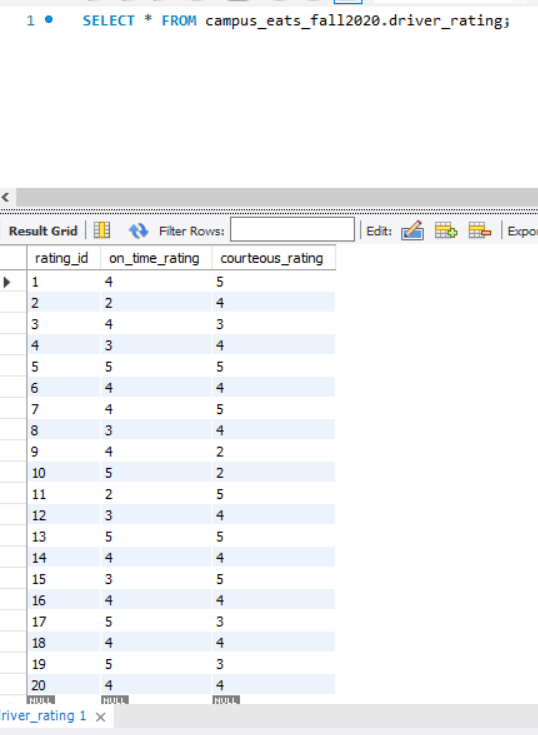 1 SELECT * FROM campus_eats_fall2020.driver_rating;
Result Grid Filter Rows: Edit:
rating_id on_time_rating courteous_rating
1 4 5
2 2 4
3 4 3
4 3 4
5 5 5
6 4 4
7 4 5
8 3 4
9 4 2
10 5 2
11 2 5
12 3 4
13 5 5
14 4 4
15 3 5
16 4 4
17 5 3
18 4 4
19 5 3
20 4 4
NULL NULL NULL
river_rating 1